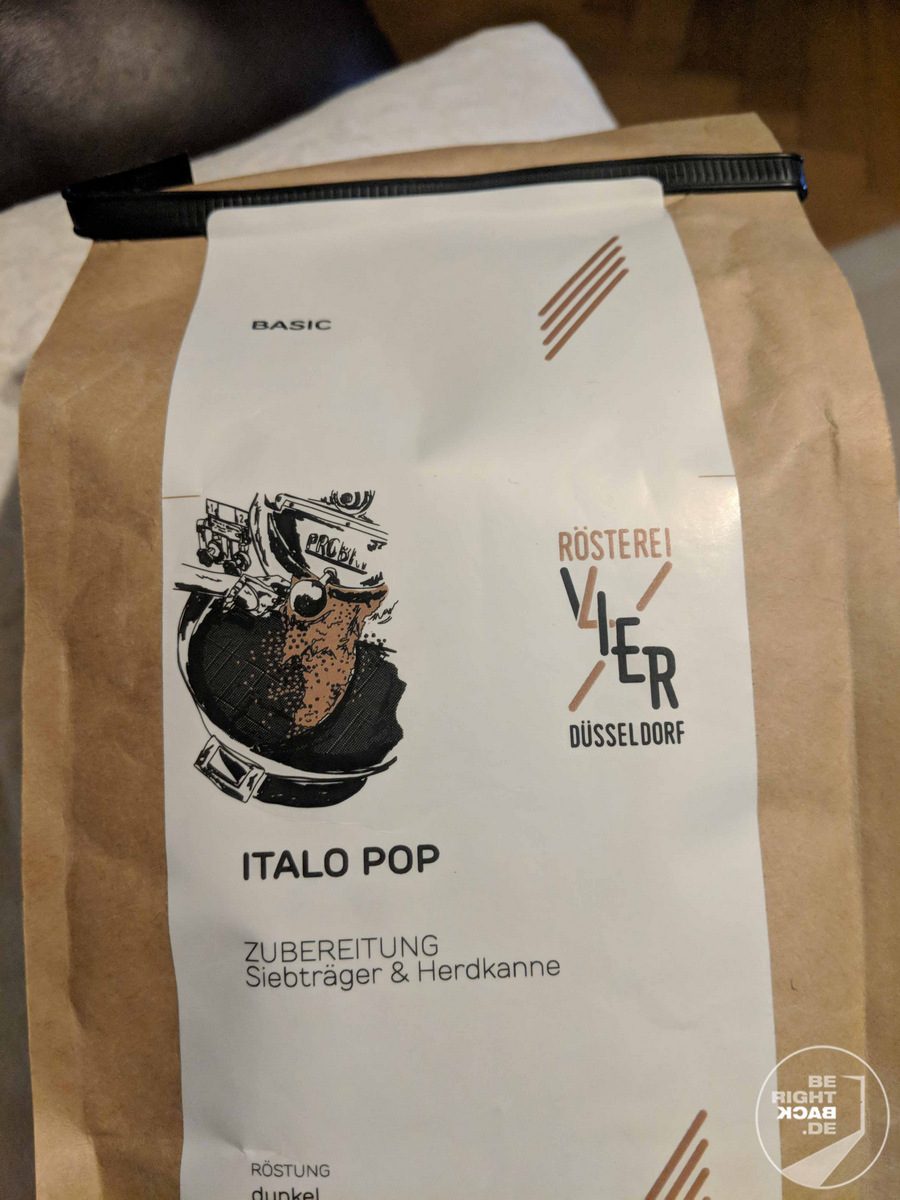 BASIC
RÖSTEREI
VIER
DÜSSELDORF
ITALO POP
ZUBEREITUNG
Siebträger & Herdkanne
RÖSTUNG
dunkel
BE
RIGHT
BACK
.DE